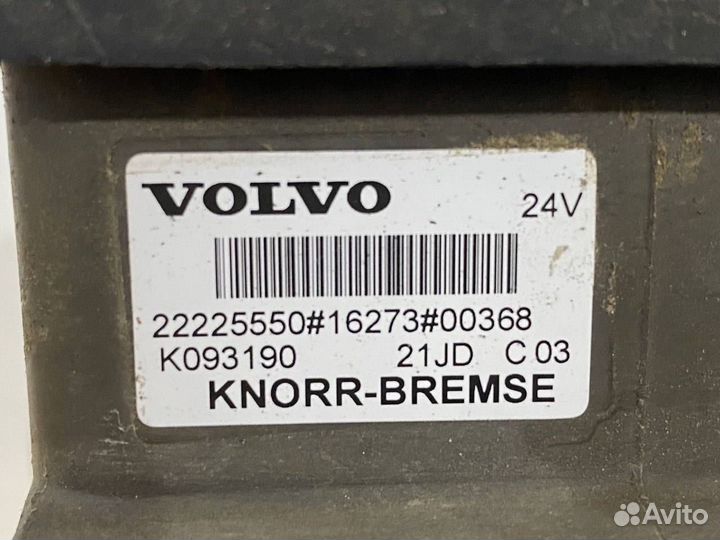 VOLVO 24V
22225550#16273#00368
K093190 21JD C 03
KNORR-BREMSE
Avito